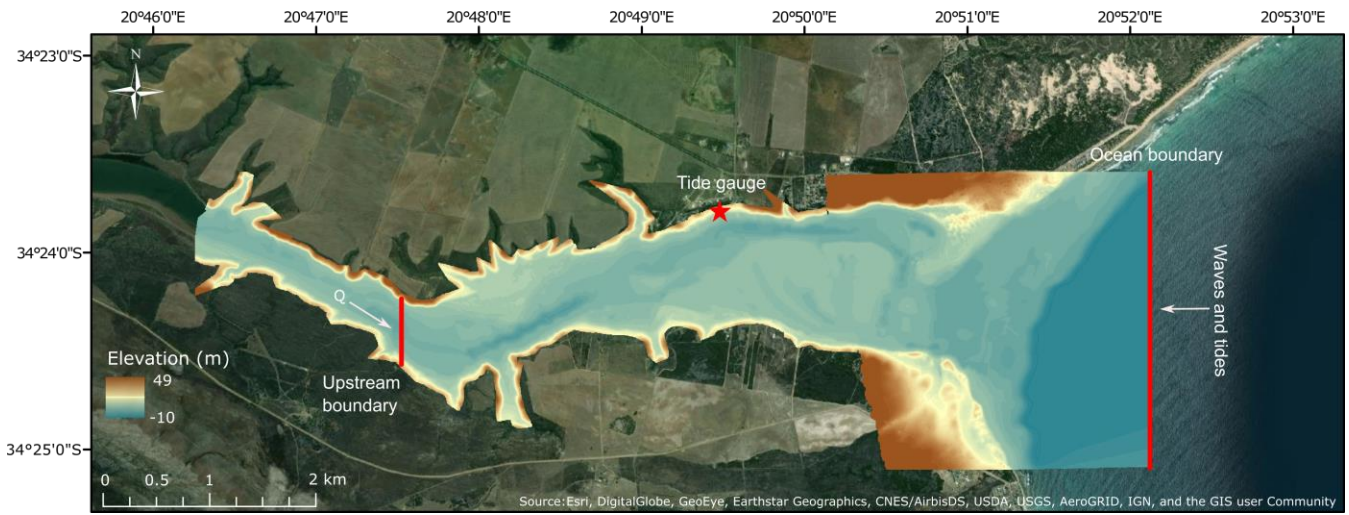 20°46'0"E 20°47'0"E 20°48'0"E 20°49'0"E 20°50'0"E 20°51'0"E 20°52'0"E 20°53'0"E
34°23'0"S
N
Ocean boundary
Tide gauge
34°24'0"S
Waves and tides
Q
Elevation (m)
49
-10
Upstream
boundary
34°25'0"S
0 0.5 1 2 km
Source:Esri, DigitalGlobe, GeoEye, Earthstar Geographics, CNES/AirbisDS, USDA, USGS, AeroGRID, IGN, and the GIS user Community